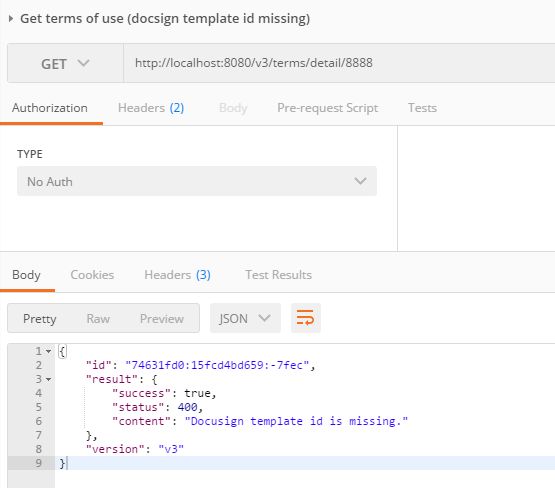 Get terms of use (docsign template id missing)
GET http://localhost:8080/v3/terms/detail/8888
Authorization Headers (2) Body Pre-request Script Tests
TYPE
No Auth
Body Cookies Headers (3) Test Results
Pretty Raw Preview JSON
1 {
2 "id": "74631fd0:15fcd4bd659:-7fec",
3 "result": {
4 "success": true,
5 "status": 400,
6 "content": "Docusign template id is missing."
7 },
8 "version": "v3"
9 }